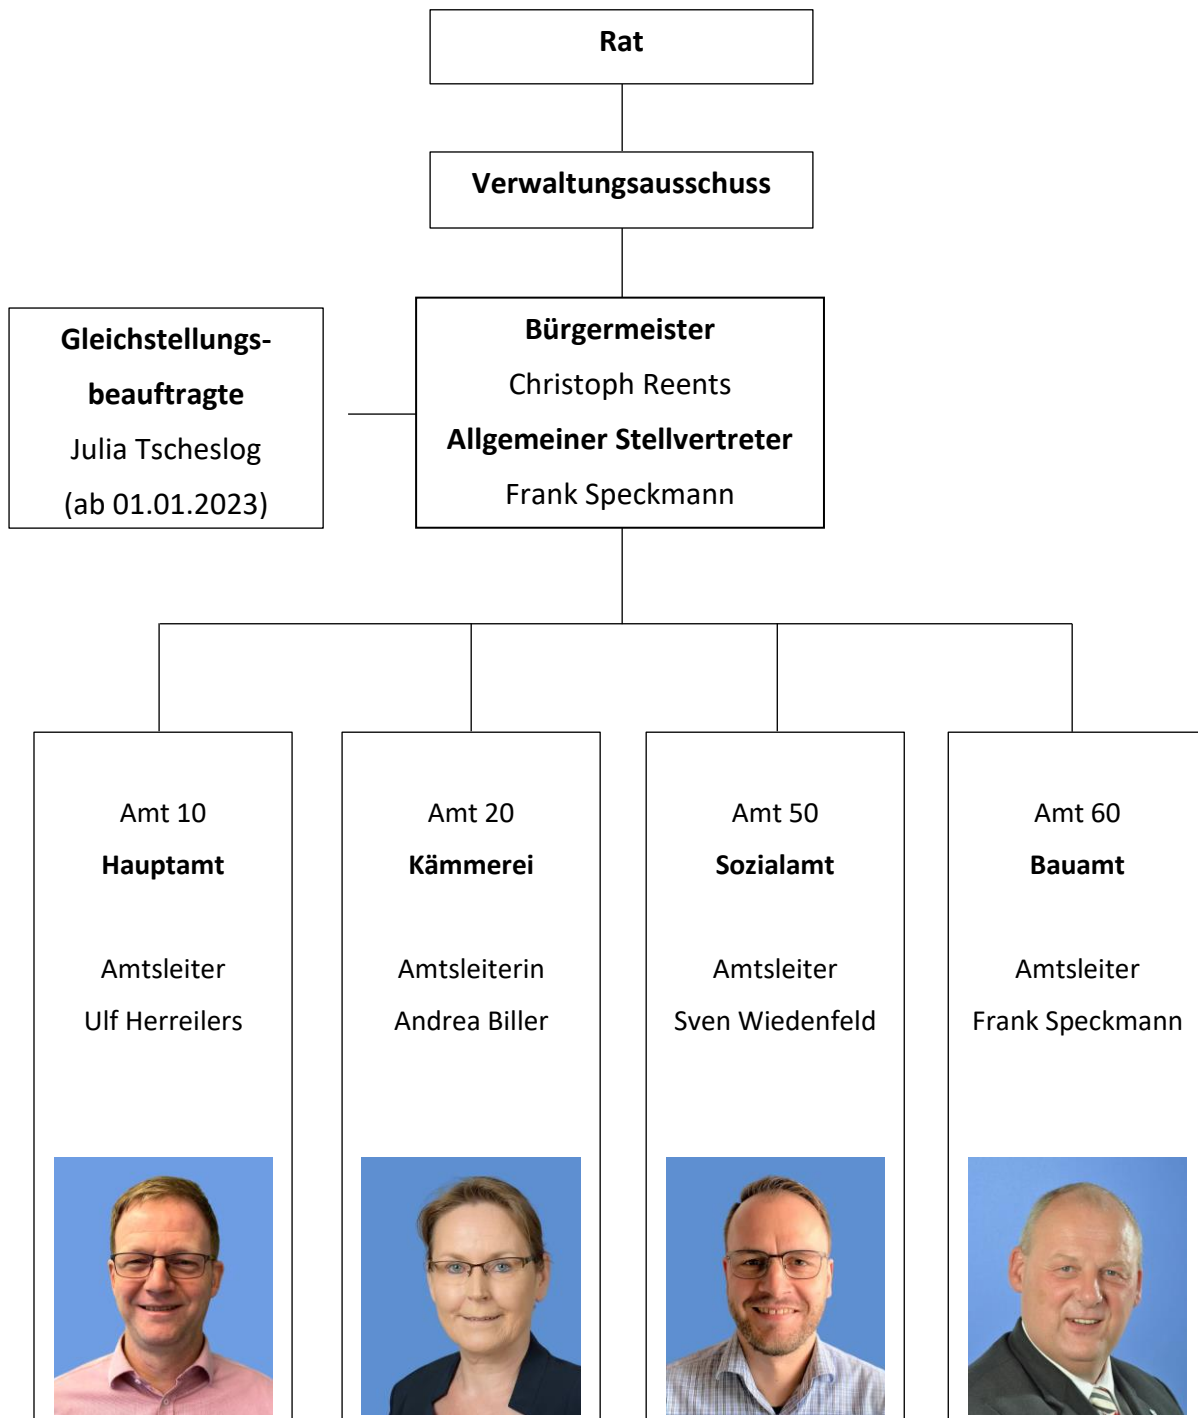 Rat
Verwaltungsausschuss
Gleichstellungs-
beauftragte
Julia Tscheslog
(ab 01.01.2023)
Bürgermeister
Christoph Reents
Allgemeiner Stellvertreter
Frank Speckmann
Amt 10
Hauptamt
Amtsleiter
Ulf Herreilers
Amt 20
Kämmerei
Amtsleiterin
Andrea Biller
Amt 50
Sozialamt
Amtsleiter
Sven Wiedenfeld
Amt 60
Bauamt
Amtsleiter
Frank Speckmann